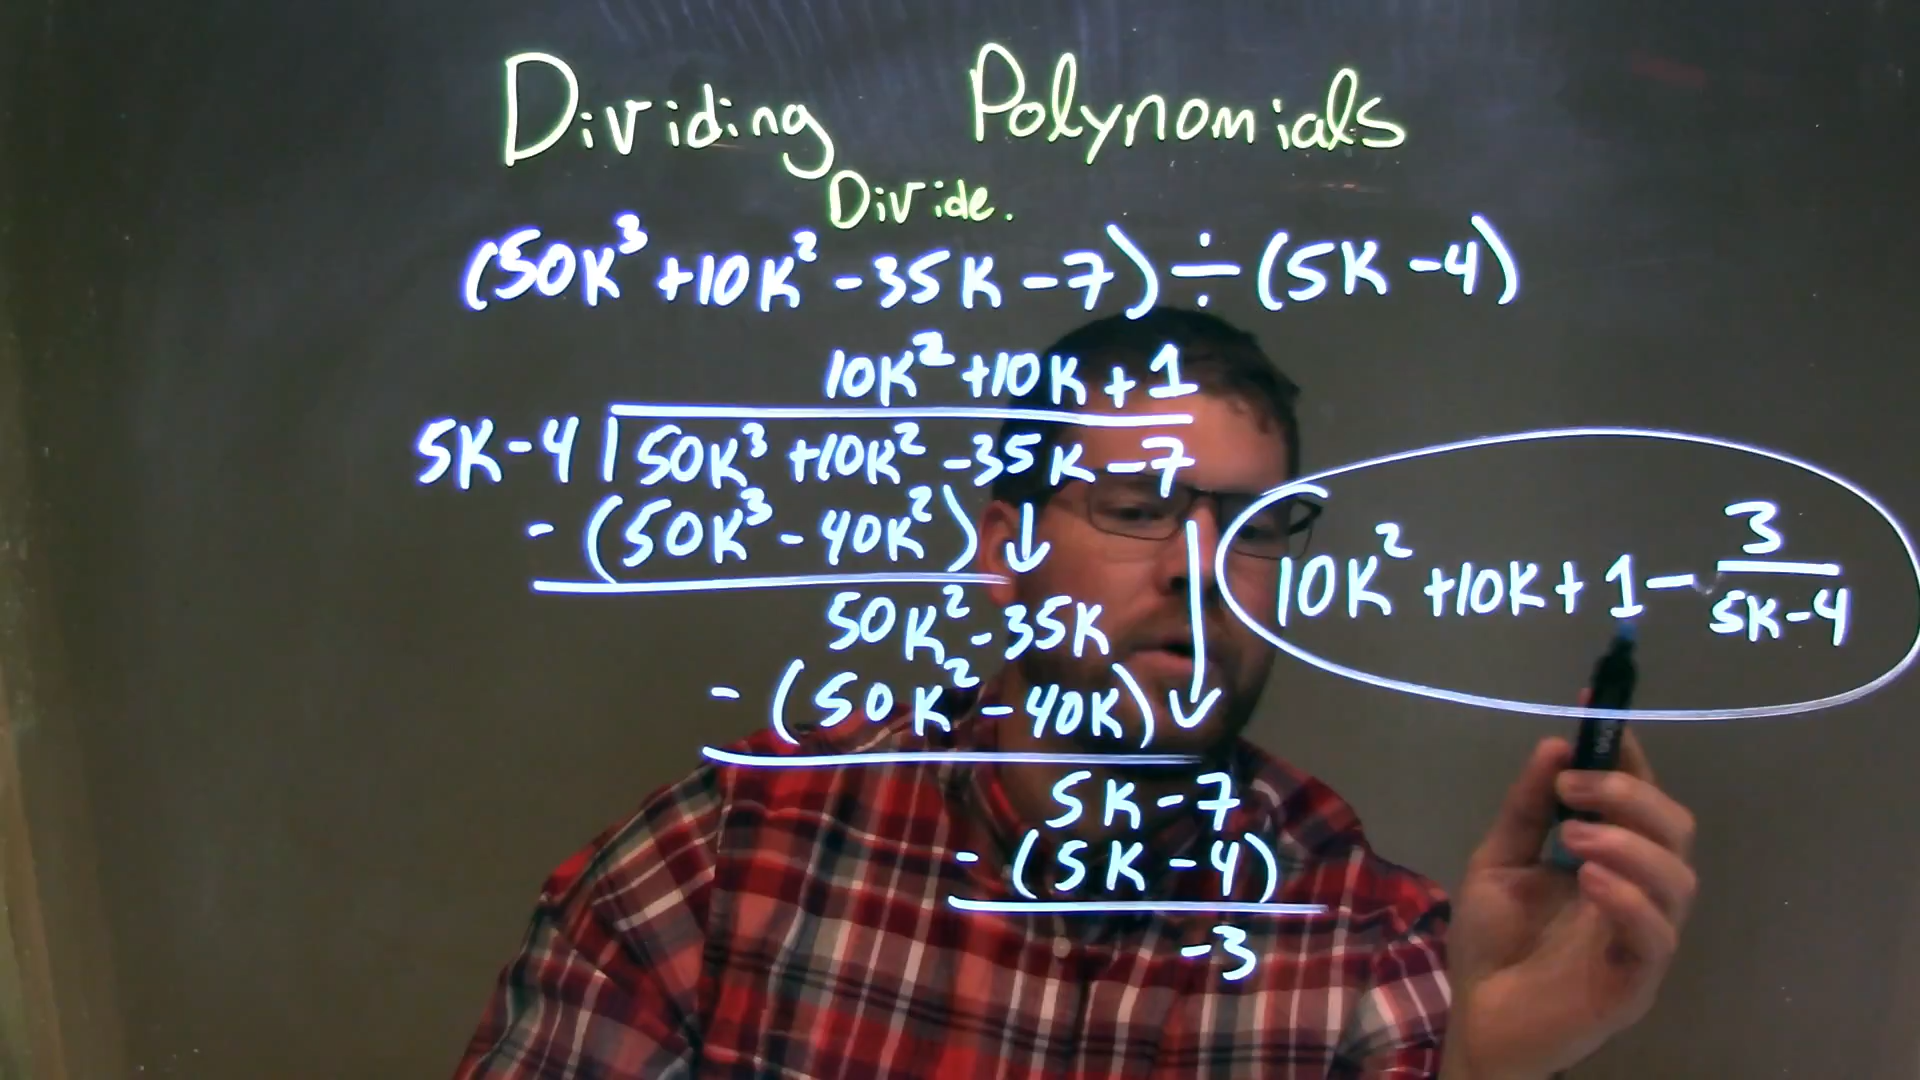 Dividing Polynomials
Divide.
(50K³ +10K² -35K -7) ÷ (5K -4)
10K² +10K + 1
5K-4 | 50K³ +10K² -35K -7
- (50K³ - 40K²) ↓
50K² -35K
- (50K² - 40K) ↓
5K - 7
- (5K - 4)
-3
10K² +10K + 1 - 3/(5K-4)